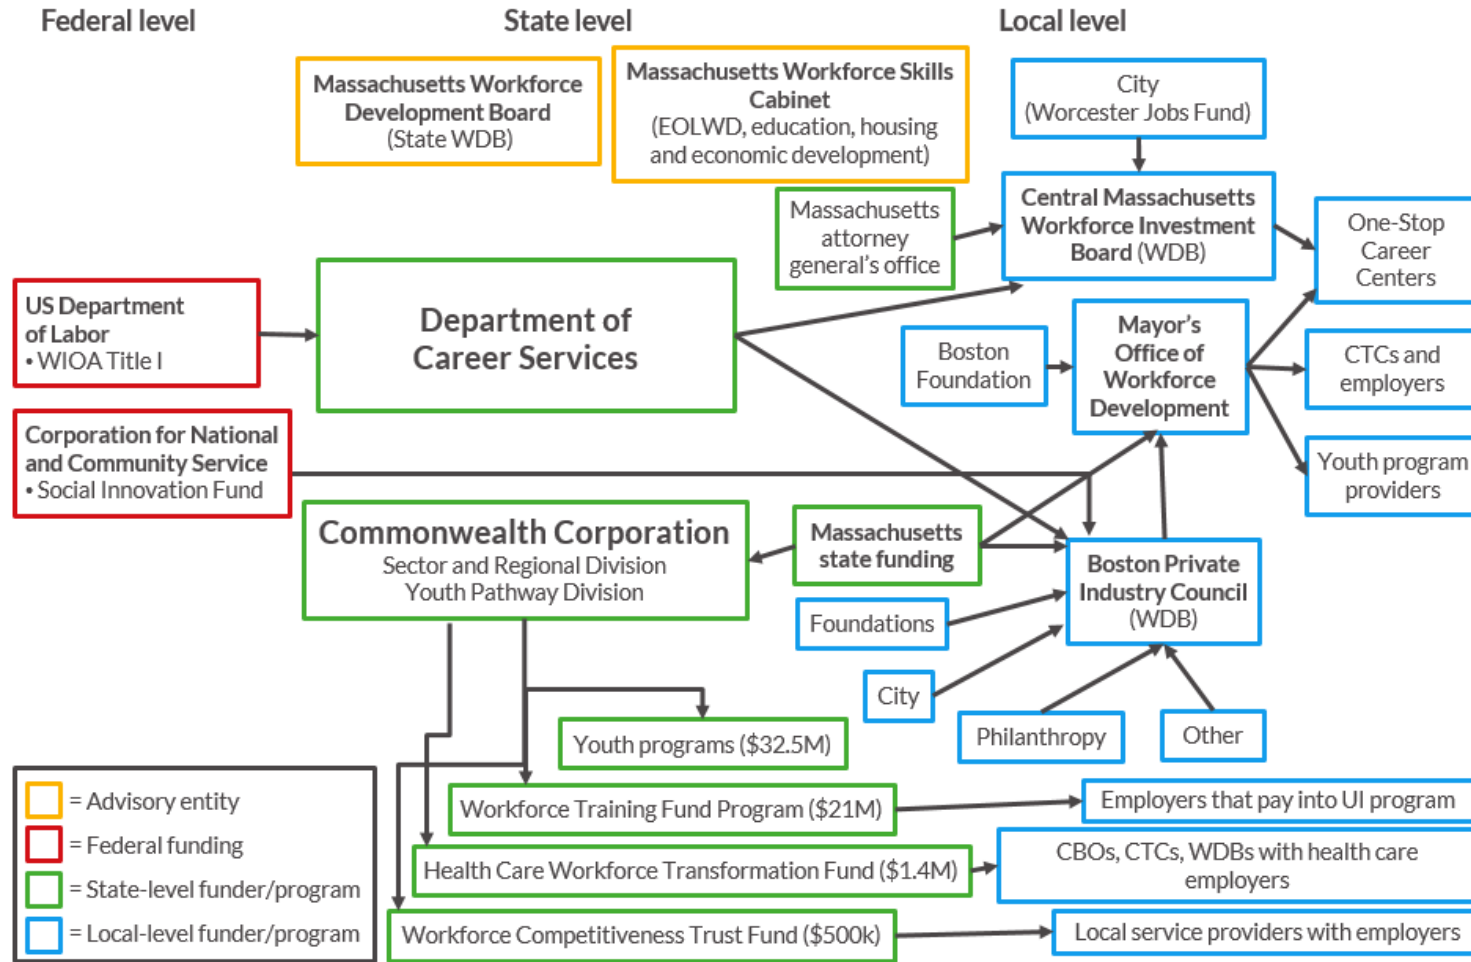 Federal level
State level
Local level
Massachusetts Workforce
Development Board
(State WDB)
Massachusetts Workforce Skills
Cabinet
(EOLWD, education, housing
and economic development)
City
(Worcester Jobs Fund)
Massachusetts
attorney
general's office
Central Massachusetts
Workforce Investment
Board (WDB)
One-Stop
Career
Centers
US Department
of Labor
• WIOA Title I
Department of
Career Services
Boston
Foundation
Mayor's
Office of
Workforce
Development
CTCs and
employers
Corporation for National
and Community Service
• Social Innovation Fund
Youth program
providers
Commonwealth Corporation
Sector and Regional Division
Youth Pathway Division
Massachusetts
state funding
Boston Private
Industry Council
(WDB)
Foundations
City
Philanthropy
Other
Youth programs ($32.5M)
Workforce Training Fund Program ($21M)
Employers that pay into UI program
Health Care Workforce Transformation Fund ($1.4M)
CBOs, CTCs, WDBs with health care
employers
Workforce Competitiveness Trust Fund ($500k)
Local service providers with employers
= Advisory entity
= Federal funding
= State-level funder/program
= Local-level funder/program